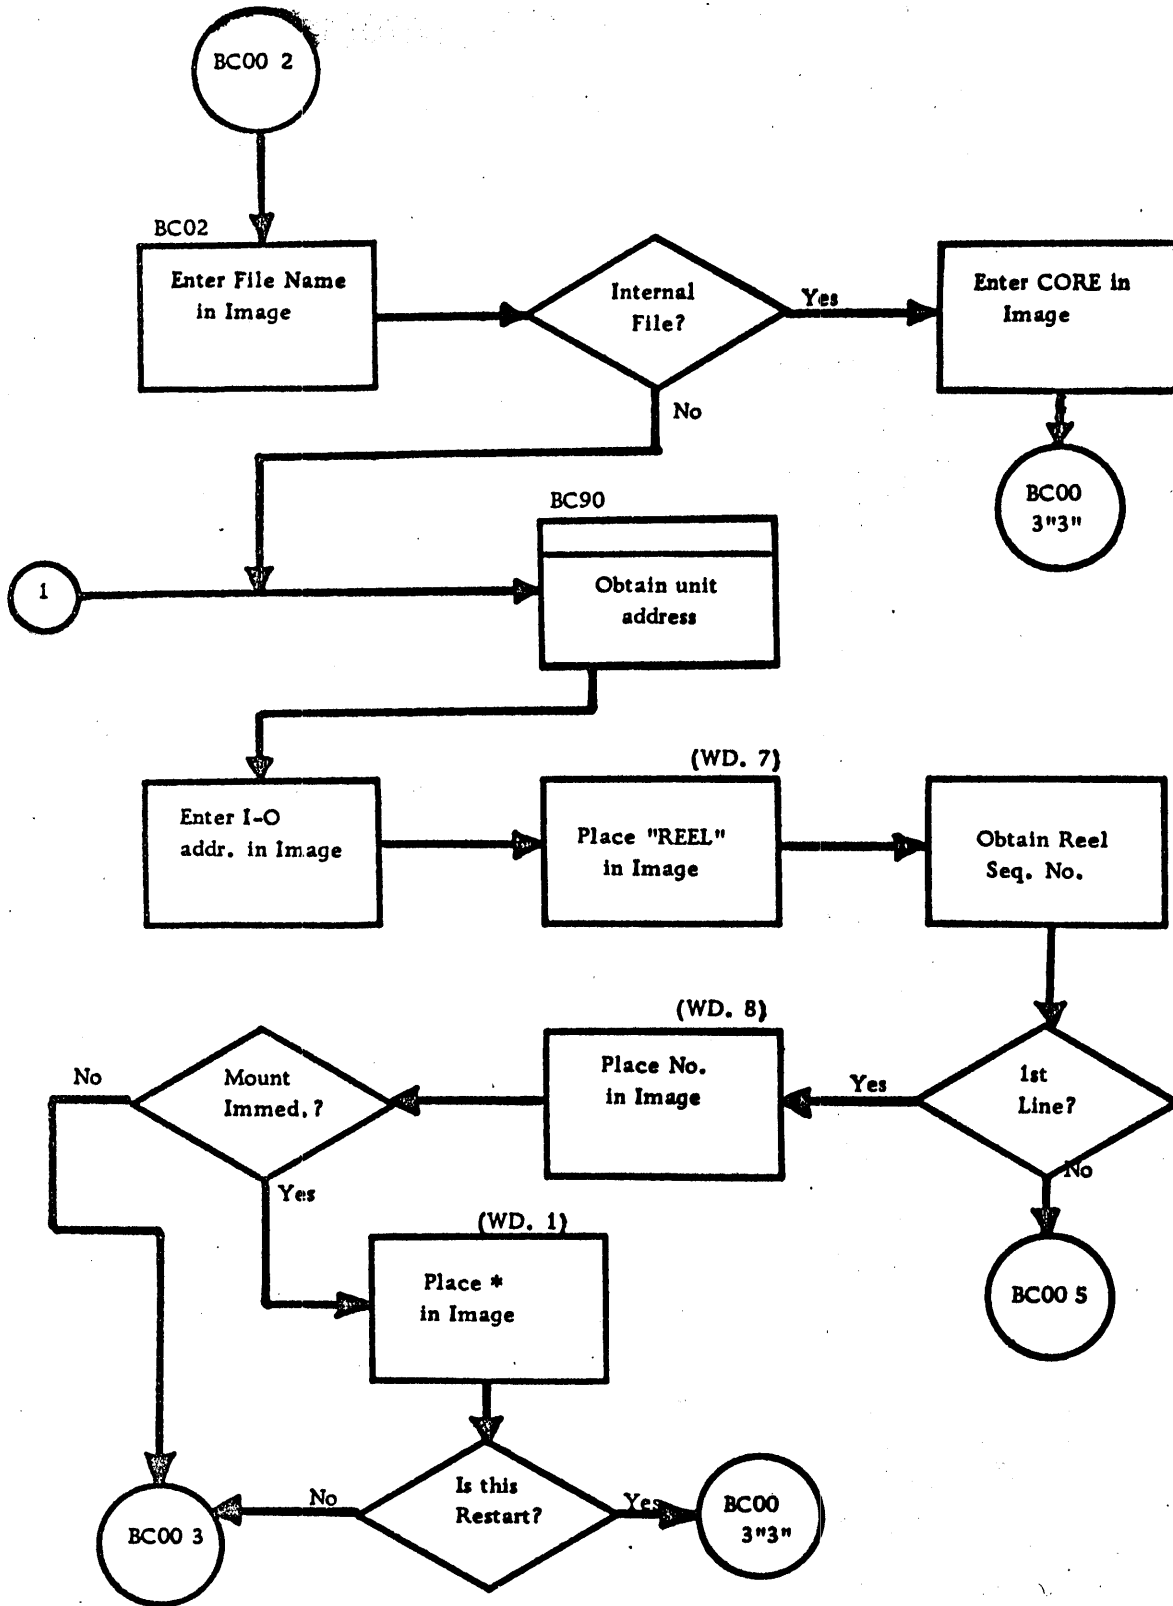 BC00 2
BC02
Enter File Name
in Image
Internal
File?
Yes
Enter CORE in
Image
No
BC00
3"3"
BC90
Obtain unit
address
1
Enter I-O
addr. in Image
(WD. 7)
Place "REEL"
in Image
Obtain Reel
Seq. No.
(WD. 8)
Place No.
in Image
Yes
1st
Line?
No
BC00 5
Mount
Immed.?
No
Yes
(WD. 1)
Place *
in Image
Is this
Restart?
No
BC00 3
Yes
BC00
3"3"